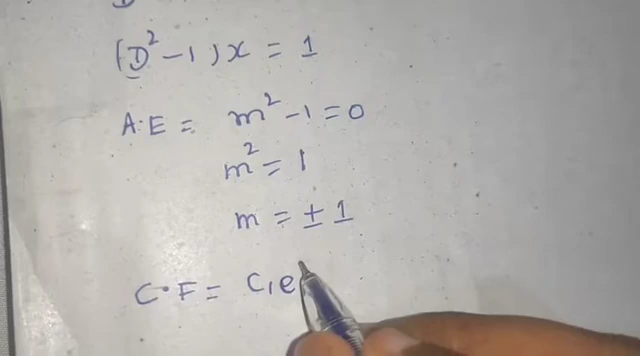 (D² - 1) x = 1
A.E = m² - 1 = 0
m² = 1
m = ± 1
C.F = C₁e